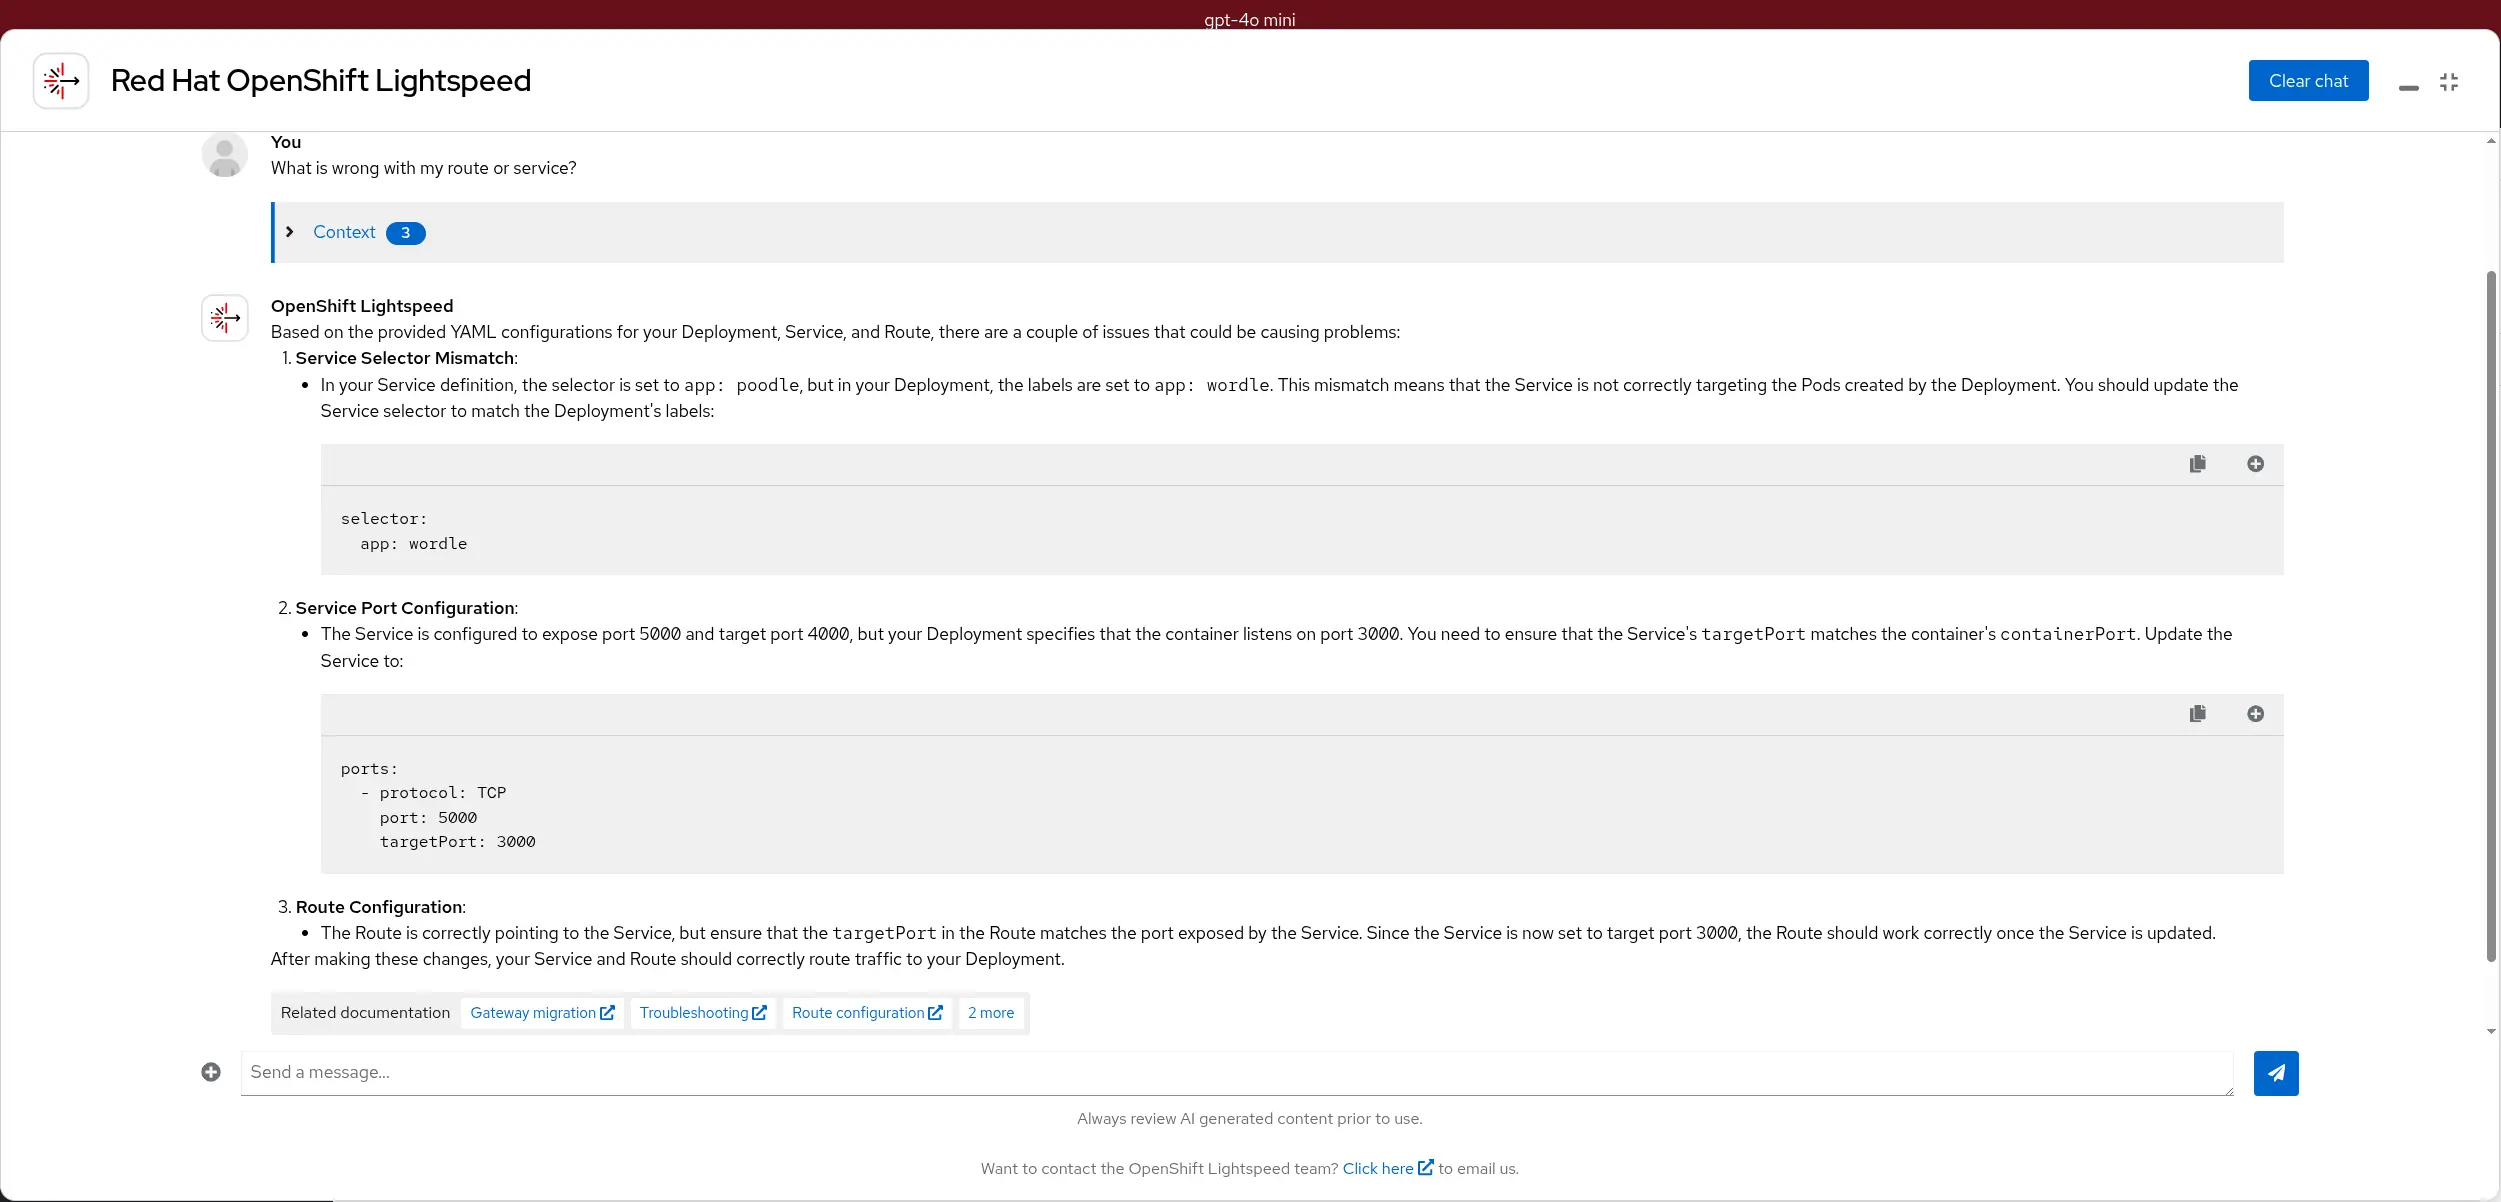 gpt-4o mini
Red Hat OpenShift Lightspeed
Clear chat
You
What is wrong with my route or service?
Context 3
OpenShift Lightspeed
Based on the provided YAML configurations for your Deployment, Service, and Route, there are a couple of issues that could be causing problems:
1. Service Selector Mismatch:
• In your Service definition, the selector is set to app: poodle, but in your Deployment, the labels are set to app: wordle. This mismatch means that the Service is not correctly targeting the Pods created by the Deployment. You should update the
Service selector to match the Deployment's labels:
selector:
  app: wordle
2. Service Port Configuration:
• The Service is configured to expose port 5000 and target port 4000, but your Deployment specifies that the container listens on port 3000. You need to ensure that the Service's targetPort matches the container's containerPort. Update the
Service to:
ports:
  - protocol: TCP
    port: 5000
    targetPort: 3000
3. Route Configuration:
• The Route is correctly pointing to the Service, but ensure that the targetPort in the Route matches the port exposed by the Service. Since the Service is now set to target port 3000, the Route should work correctly once the Service is updated.
After making these changes, your Service and Route should correctly route traffic to your Deployment.
Related documentation Gateway migration Troubleshooting Route configuration 2 more
Send a message...
Always review AI generated content prior to use.
Want to contact the OpenShift Lightspeed team? Click here to email us.